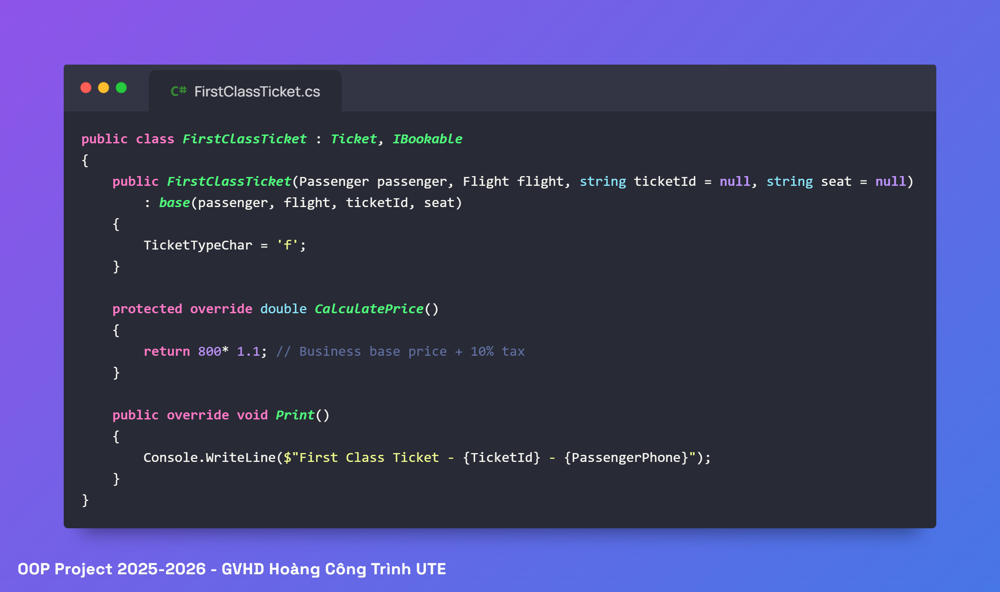 C# FirstClassTicket.cs
public class FirstClassTicket : Ticket, IBookable
{
    public FirstClassTicket(Passenger passenger, Flight flight, string ticketId = null, string seat = null)
        : base(passenger, flight, ticketId, seat)
    {
        TicketTypeChar = 'f';
    }

    protected override double CalculatePrice()
    {
        return 800* 1.1; // Business base price + 10% tax
    }

    public override void Print()
    {
        Console.WriteLine($"First Class Ticket - {TicketId} - {PassengerPhone}");
    }
}
OOP Project 2025-2026 - GVHD Hoàng Công Trình UTE